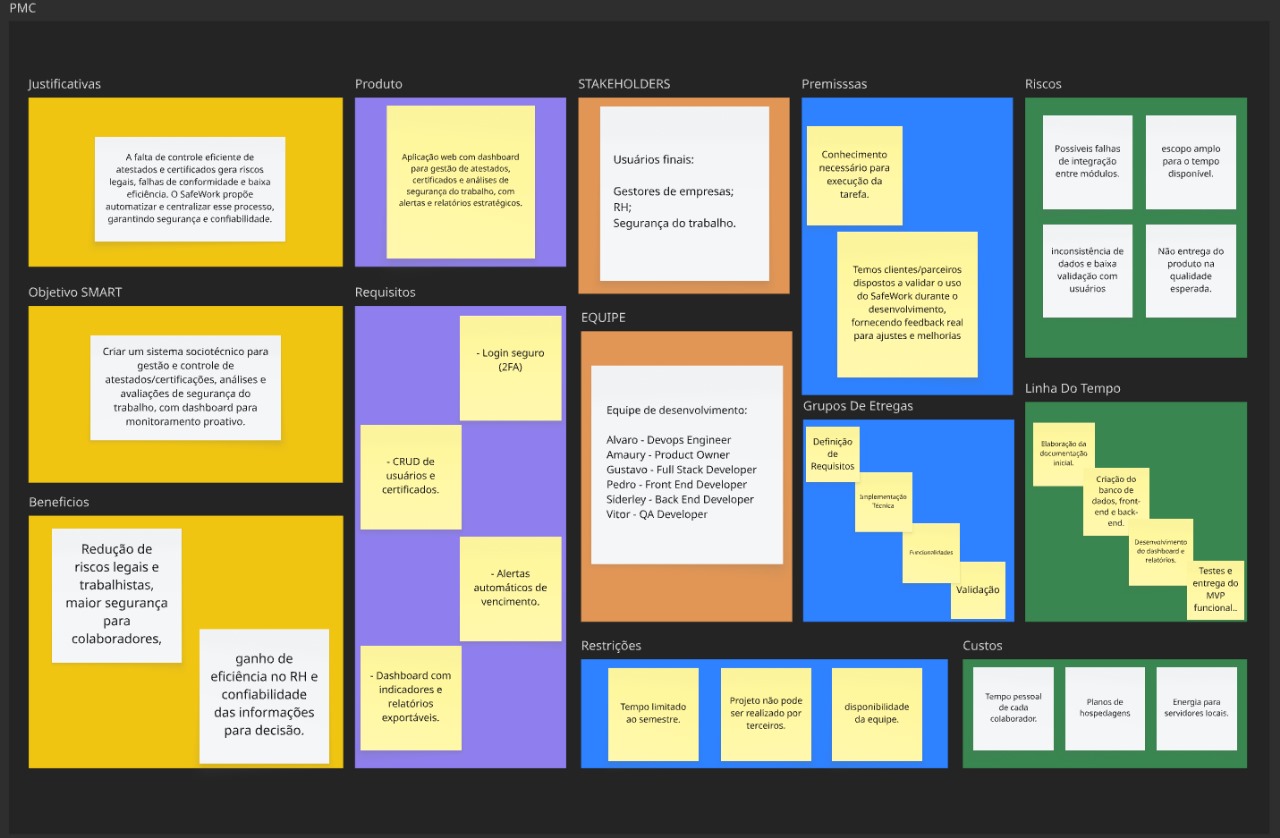 PMC
Justificativas
A falta de controle eficiente de
atestados e certificados gera riscos
legais, falhas de conformidade e baixa
eficiência. O SafeWork propõe
automatizar e centralizar esse processo,
garantindo segurança e confiabilidade.
Objetivo SMART
Criar um sistema sociotécnico para
gestão e controle de
atestados/certificações, análises e
avaliações de segurança do
trabalho, com dashboard para
monitoramento proativo.
Beneficios
Redução de
riscos legais e
trabalhistas,
maior segurança
para
colaboradores,
ganho de
eficiência no RH e
confiabilidade
das informações
para decisão.
Produto
Aplicação web com dashboard
para gestão de atestados,
certificados e análises de
segurança do trabalho, com
alertas e relatórios estratégicos.
Requisitos
- Login seguro
(2FA)
- CRUD de
usuários e
certificados.
- Alertas
automáticos de
vencimento.
- Dashboard com
indicadores e
relatórios
exportáveis.
STAKEHOLDERS
Usuários finais:
Gestores de empresas;
RH;
Segurança do trabalho.
EQUIPE
Equipe de desenvolvimento:
Alvaro - Devops Engineer
Amaury - Product Owner
Gustavo - Full Stack Developer
Pedro - Front End Developer
Siderley - Back End Developer
Vitor - QA Developer
Premisssas
Conhecimento
necessário para
execução da
tarefa.
Temos clientes/parceiros
dispostos a validar o uso
do SafeWork durante o
desenvolvimento,
fornecendo feedback real
para ajustes e melhorias
Grupos De Etregas
Definição
de
Requisitos
Implementação
Técnica
Funcionalidades
Validação
Riscos
Possiveis falhas
de integração
entre módulos.
escopo amplo
para o tempo
disponível.
inconsistência de
dados e baixa
validação com
usuários
Não entrega do
produto na
qualidade
esperada.
Linha Do Tempo
Elaboração da
documentação
inicial.
Criação do
banco de
dados, front-
end e back-
end.
Desenvolvimento
do dashboard e
relatórios.
Testes e
entrega do
MVP
funcional..
Restrições
Tempo limitado
ao semestre.
Projeto não pode
ser realizado por
terceiros.
disponibilidade
da equipe.
Custos
Tempo pessoal
de cada
colaborador.
Planos de
hospedagens
Energia para
servidores locais.